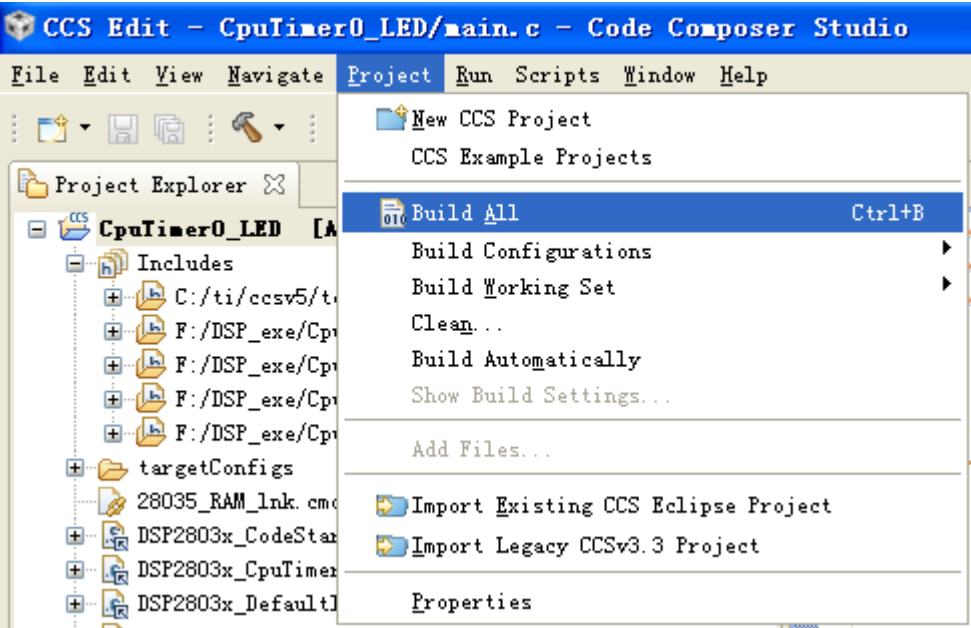 CCS Edit - CpuTimer0_LED/main.c - Code Composer Studio
File Edit View Navigate Project Run Scripts Window Help
New CCS Project
CCS Example Projects
Build All Ctrl+B
Build Configurations
Build Working Set
Clean...
Build Automatically
Show Build Settings...
Add Files...
Import Existing CCS Eclipse Project
Import Legacy CCSv3.3 Project
Properties
Project Explorer
CpuTimer0_LED [A
Includes
C:/ti/ccsv5/t
F:/DSP_exe/Cpu
F:/DSP_exe/Cpu
F:/DSP_exe/Cpu
F:/DSP_exe/Cpu
targetConfigs
28035_RAM_lnk.cmd
DSP2803x_CodeStar
DSP2803x_CpuTimer
DSP2803x_DefaultI